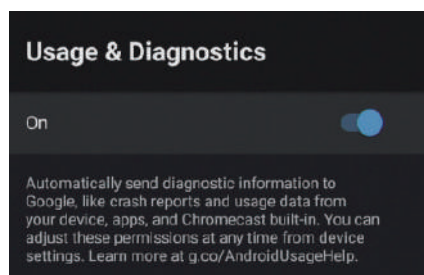 Usage & Diagnostics
On
Automatically send diagnostic information to
Google, like crash reports and usage data from
your device, apps, and Chromecast built-in. You can
adjust these permissions at any time from device
settings. Learn more at g.co/AndroidUsageHelp.